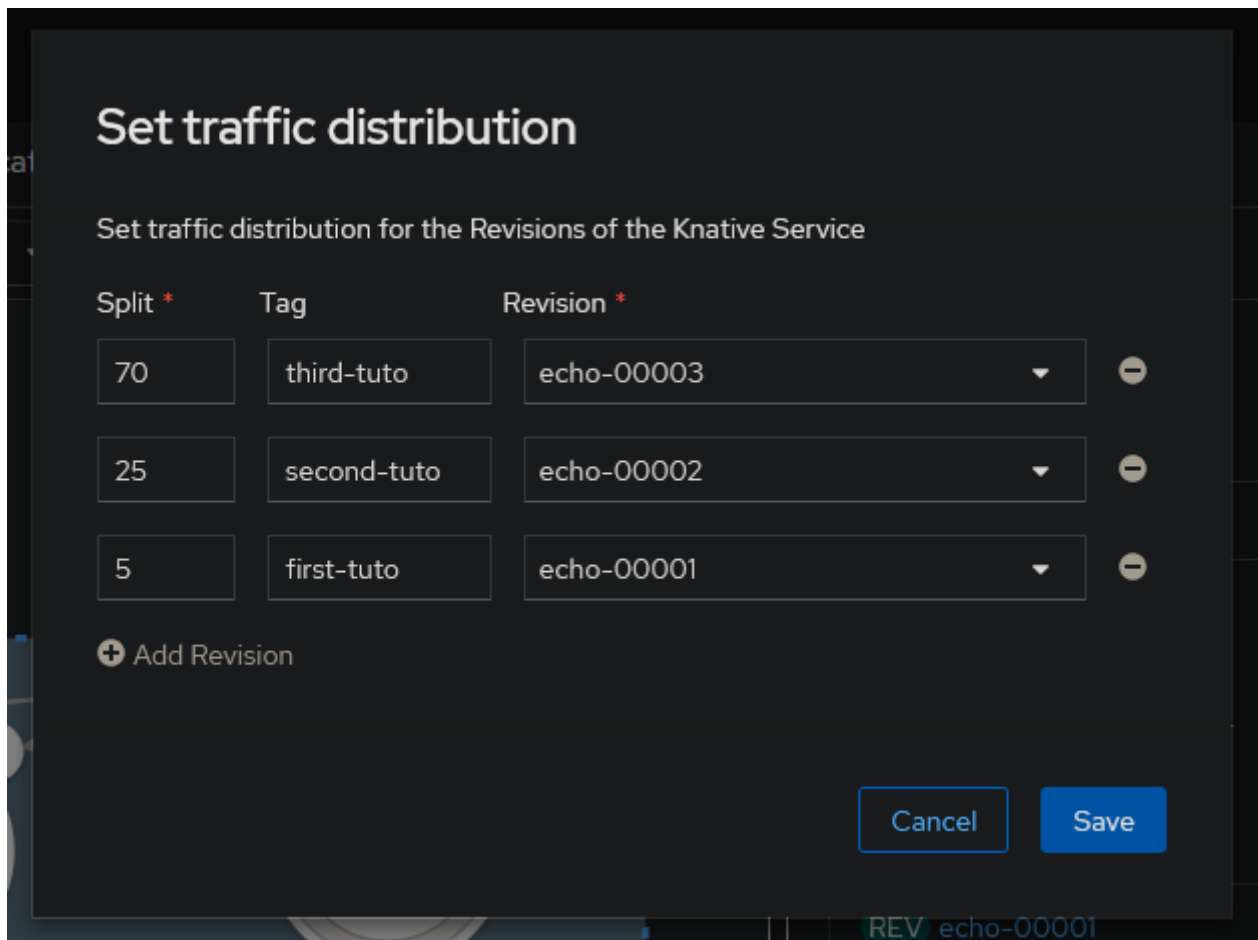 Set traffic distribution
Set traffic distribution for the Revisions of the Knative Service
Split * Tag Revision *
70 third-tuto echo-00003
25 second-tuto echo-00002
5 first-tuto echo-00001
Add Revision
Cancel Save
REV echo-00001